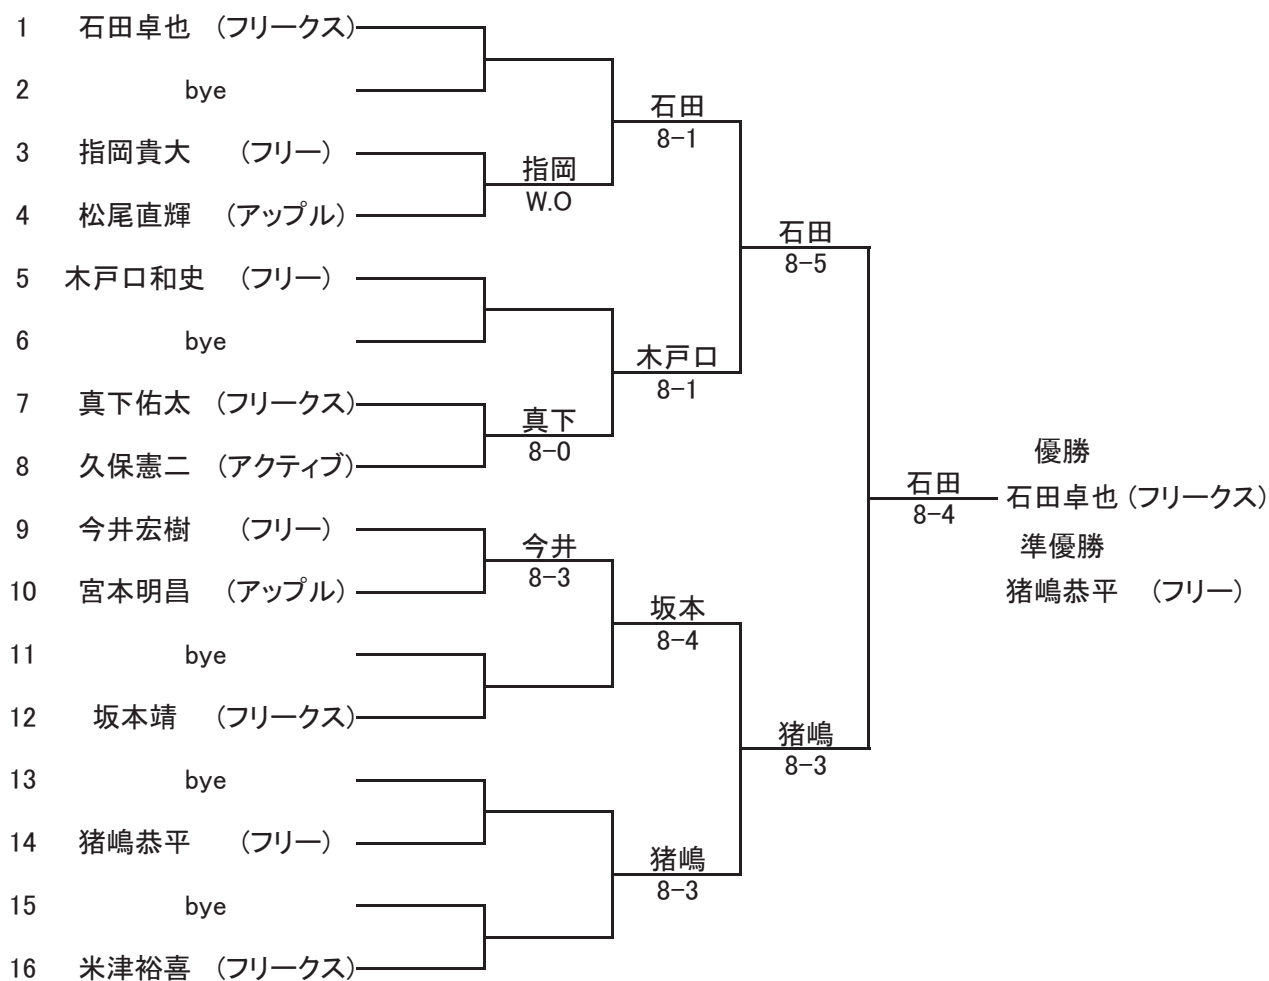 1 石田卓也 (フリークス)
2 bye
3 指岡貴大 (フリー)
4 松尾直輝 (アップル)
5 木戸口和史 (フリー)
6 bye
7 真下佑太 (フリークス)
8 久保憲二 (アクティブ)
9 今井宏樹 (フリー)
10 宮本明昌 (アップル)
11 bye
12 坂本靖 (フリークス)
13 bye
14 猪嶋恭平 (フリー)
15 bye
16 米津裕喜 (フリークス)
指岡
W.O
真下
8-0
今井
8-3
石田
8-1
木戸口
8-1
坂本
8-4
猪嶋
8-3
石田
8-5
猪嶋
8-3
石田
8-4
優勝
石田卓也 (フリークス)
準優勝
猪嶋恭平 (フリー)